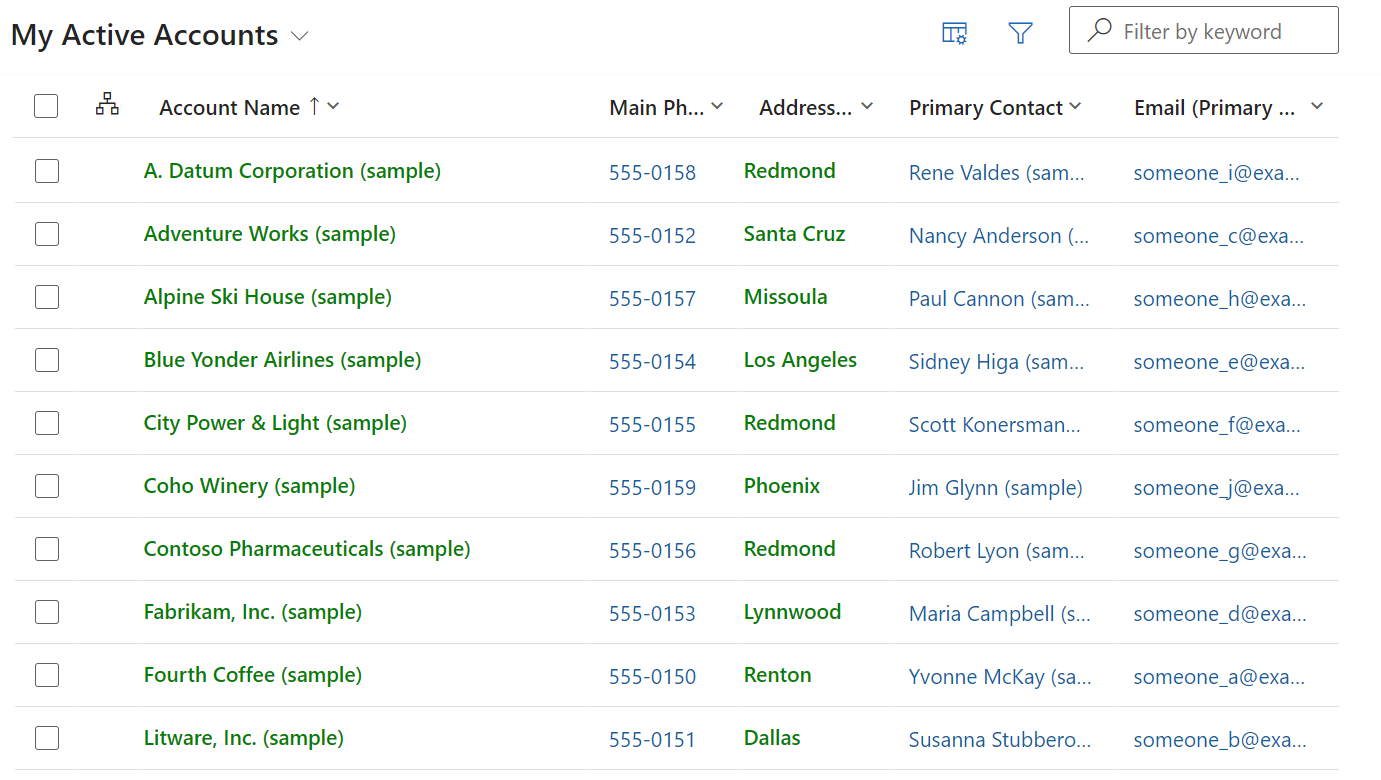 My Active Accounts
Filter by keyword
Account Name Main Ph... Address... Primary Contact Email (Primary ...
A. Datum Corporation (sample) 555-0158 Redmond Rene Valdes (sam... someone_i@exa...
Adventure Works (sample) 555-0152 Santa Cruz Nancy Anderson (... someone_c@exa...
Alpine Ski House (sample) 555-0157 Missoula Paul Cannon (sam... someone_h@exa...
Blue Yonder Airlines (sample) 555-0154 Los Angeles Sidney Higa (sam... someone_e@exa...
City Power & Light (sample) 555-0155 Redmond Scott Konersman... someone_f@exa...
Coho Winery (sample) 555-0159 Phoenix Jim Glynn (sample) someone_j@exa...
Contoso Pharmaceuticals (sample) 555-0156 Redmond Robert Lyon (sam... someone_g@exa...
Fabrikam, Inc. (sample) 555-0153 Lynnwood Maria Campbell (s... someone_d@exa...
Fourth Coffee (sample) 555-0150 Renton Yvonne McKay (sa... someone_a@exa...
Litware, Inc. (sample) 555-0151 Dallas Susanna Stubbero... someone_b@exa...